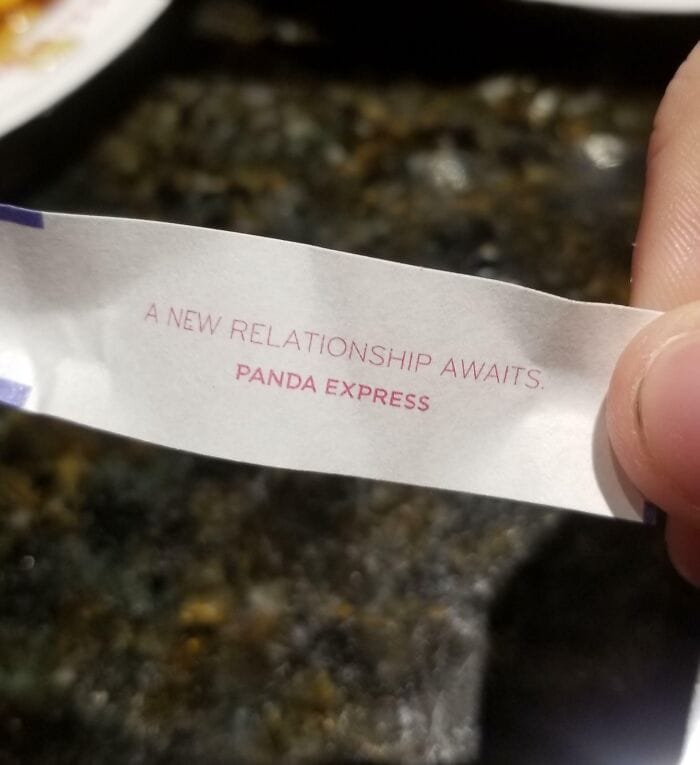 A NEW RELATIONSHIP AWAITS.
PANDA EXPRESS